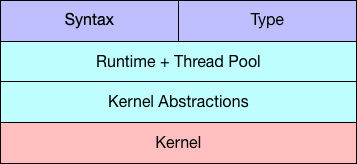 Syntax Type
Runtime + Thread Pool
Kernel Abstractions
Kernel